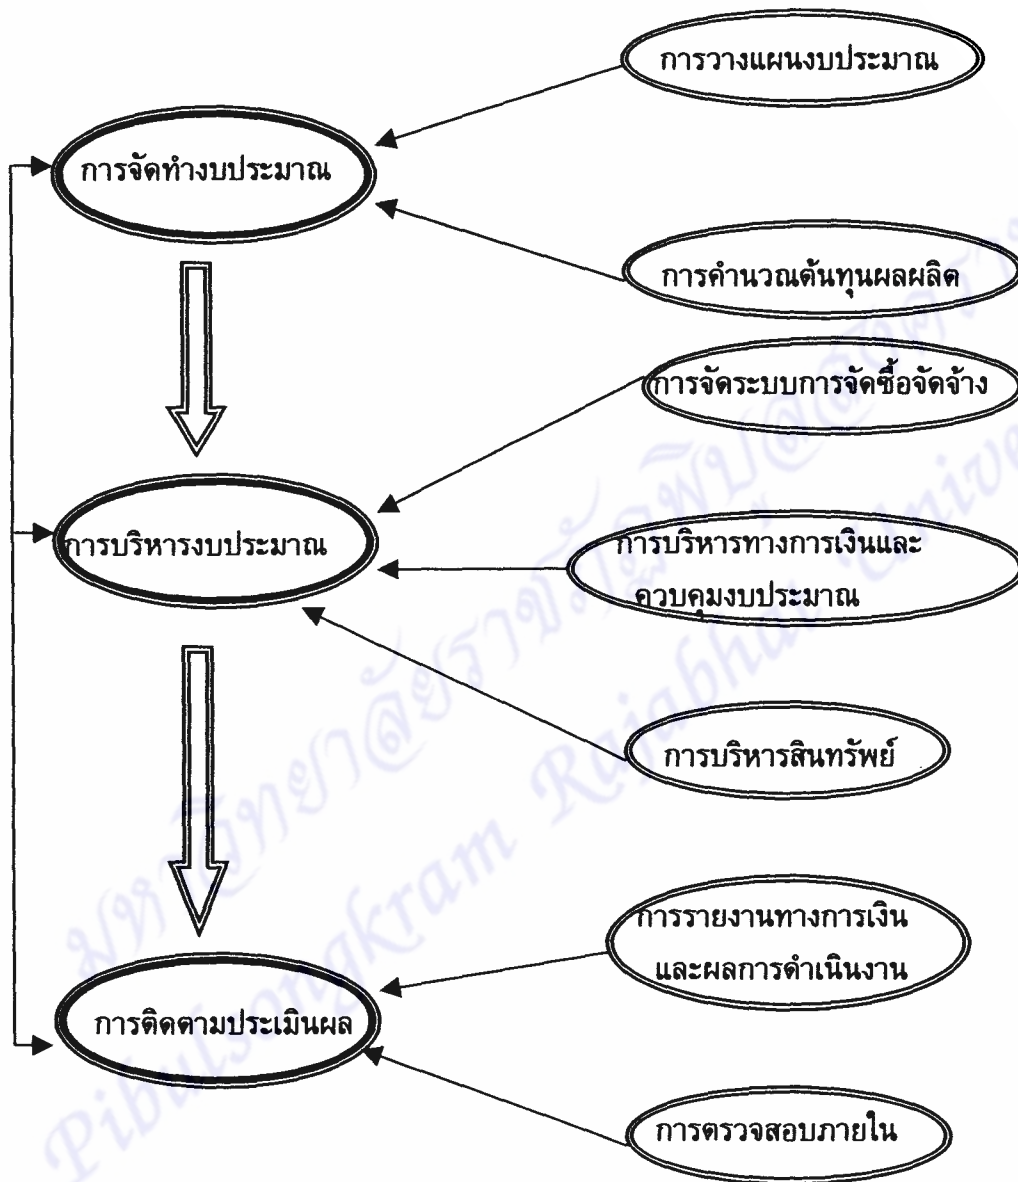 การวางแผนงบประมาณ
การจัดทำงบประมาณ
การคำนวณต้นทุนผลผลิต
การจัดระบบการจัดซื้อจัดจ้าง
การบริหารงบประมาณ
การบริหารทางการเงินและ
ควบคุมงบประมาณ
การบริหารสินทรัพย์
การรายงานทางการเงิน
และผลการดำเนินงาน
การติดตามประเมินผล
การตรวจสอบภายใน
Pibulsongkram Rajabhat